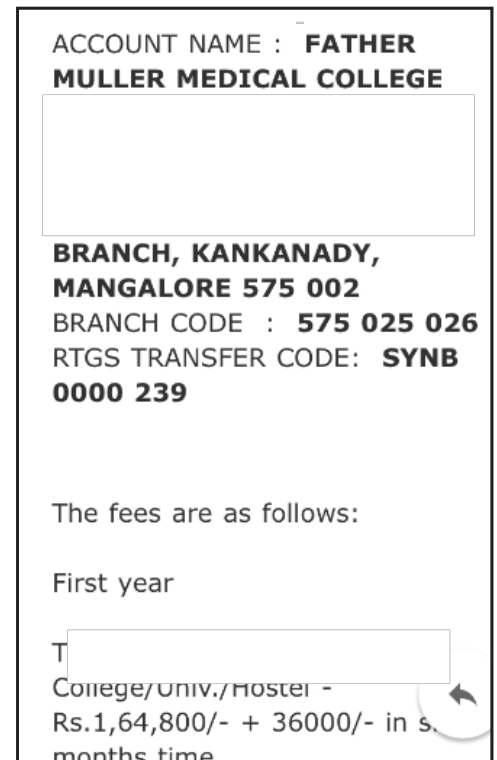 ACCOUNT NAME : FATHER
MULLER MEDICAL COLLEGE
BRANCH, KANKANADY,
MANGALORE 575 002
BRANCH CODE : 575 025 026
RTGS TRANSFER CODE: SYNB
0000 239
The fees are as follows:
First year
College/Univ./Hostel -
Rs.1,64,800/- + 36000/- in
months time